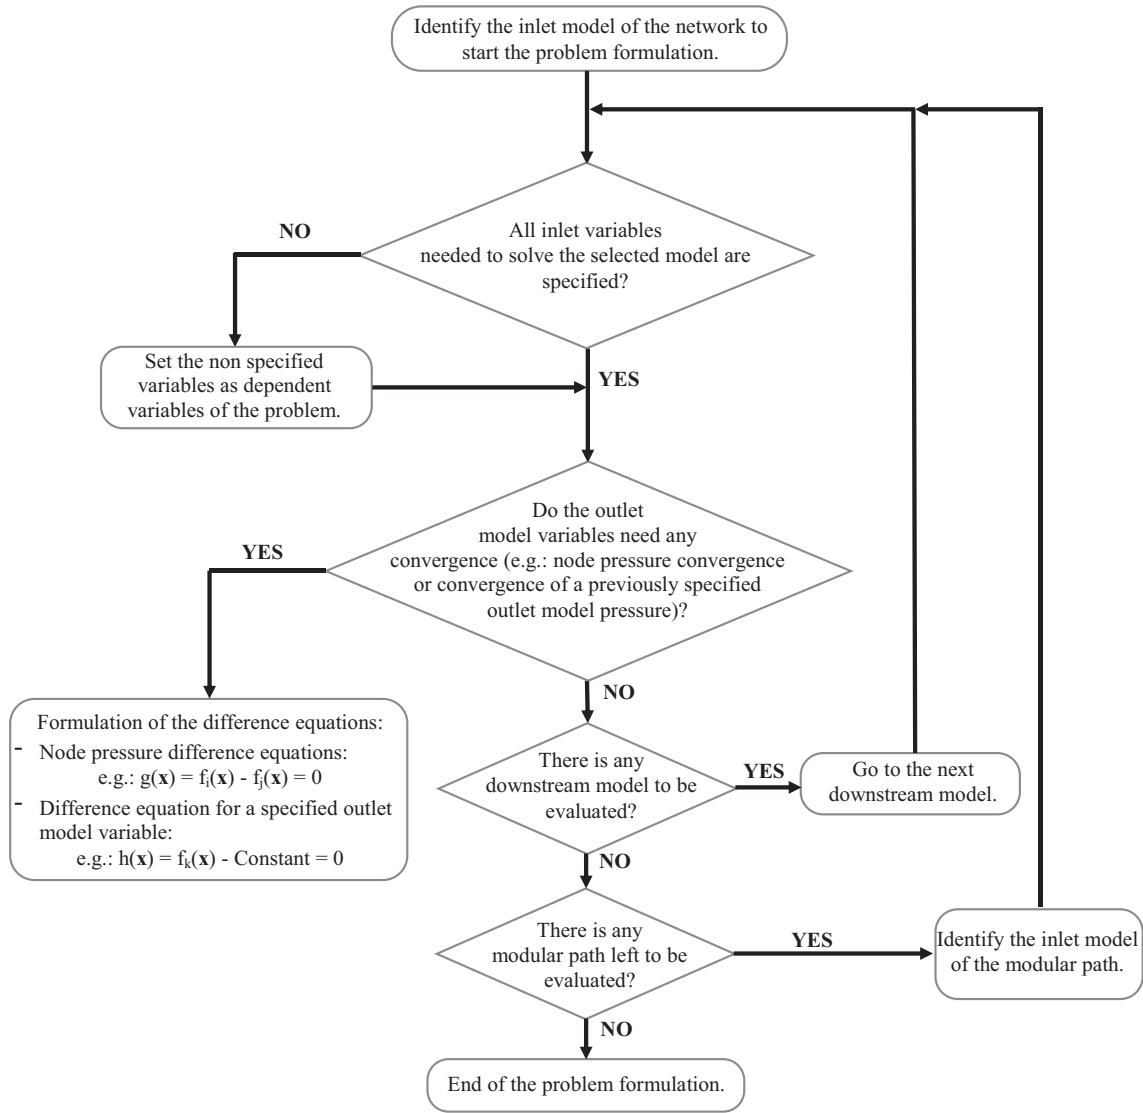 Identify the inlet model of the network to
start the problem formulation.
All inlet variables
needed to solve the selected model are
specified?
NO
YES
Set the non specified
variables as dependent
variables of the problem.
Do the outlet
model variables need any
convergence (e.g.: node pressure convergence
or convergence of a previously specified
outlet model pressure)?
YES
NO
Formulation of the difference equations:
- Node pressure difference equations:
e.g.: g(x) = fi(x) - fj(x) = 0
- Difference equation for a specified outlet
model variable:
e.g.: h(x) = fk(x) - Constant = 0
There is any
downstream model to be
evaluated?
YES
Go to the next
downstream model.
NO
There is any
modular path left to be
evaluated?
YES
Identify the inlet model
of the modular path.
NO
End of the problem formulation.